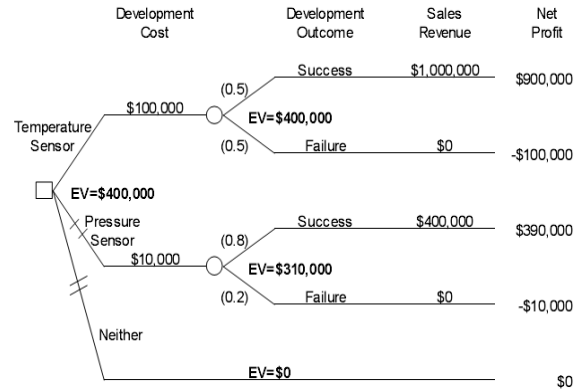 Development Cost
Development Outcome
Sales Revenue
Net Profit
Success
$1,000,000
$900,000
(0.5)
$100,000
EV=$400,000
Temperature Sensor
(0.5)
Failure
$0
-$100,000
EV=$400,000
Pressure Sensor
Success
$400,000
$390,000
(0.8)
$10,000
EV=$310,000
(0.2)
Failure
$0
-$10,000
Neither
EV=$0
$0